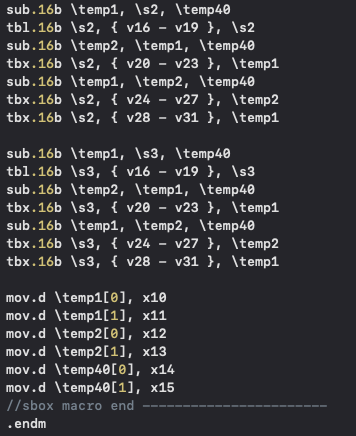 sub.16b \temp1, \s2, \temp40
tbl.16b \s2, { v16 - v19 }, \s2
sub.16b \temp2, \temp1, \temp40
tbx.16b \s2, { v20 - v23 }, \temp1
sub.16b \temp1, \temp2, \temp40
tbx.16b \s2, { v24 - v27 }, \temp2
tbx.16b \s2, { v28 - v31 }, \temp1
sub.16b \temp1, \s3, \temp40
tbl.16b \s3, { v16 - v19 }, \s3
sub.16b \temp2, \temp1, \temp40
tbx.16b \s3, { v20 - v23 }, \temp1
sub.16b \temp1, \temp2, \temp40
tbx.16b \s3, { v24 - v27 }, \temp2
tbx.16b \s3, { v28 - v31 }, \temp1
mov.d \temp1[0], x10
mov.d \temp1[1], x11
mov.d \temp2[0], x12
mov.d \temp2[1], x13
mov.d \temp40[0], x14
mov.d \temp40[1], x15
//sbox macro end -----------------------
.endm